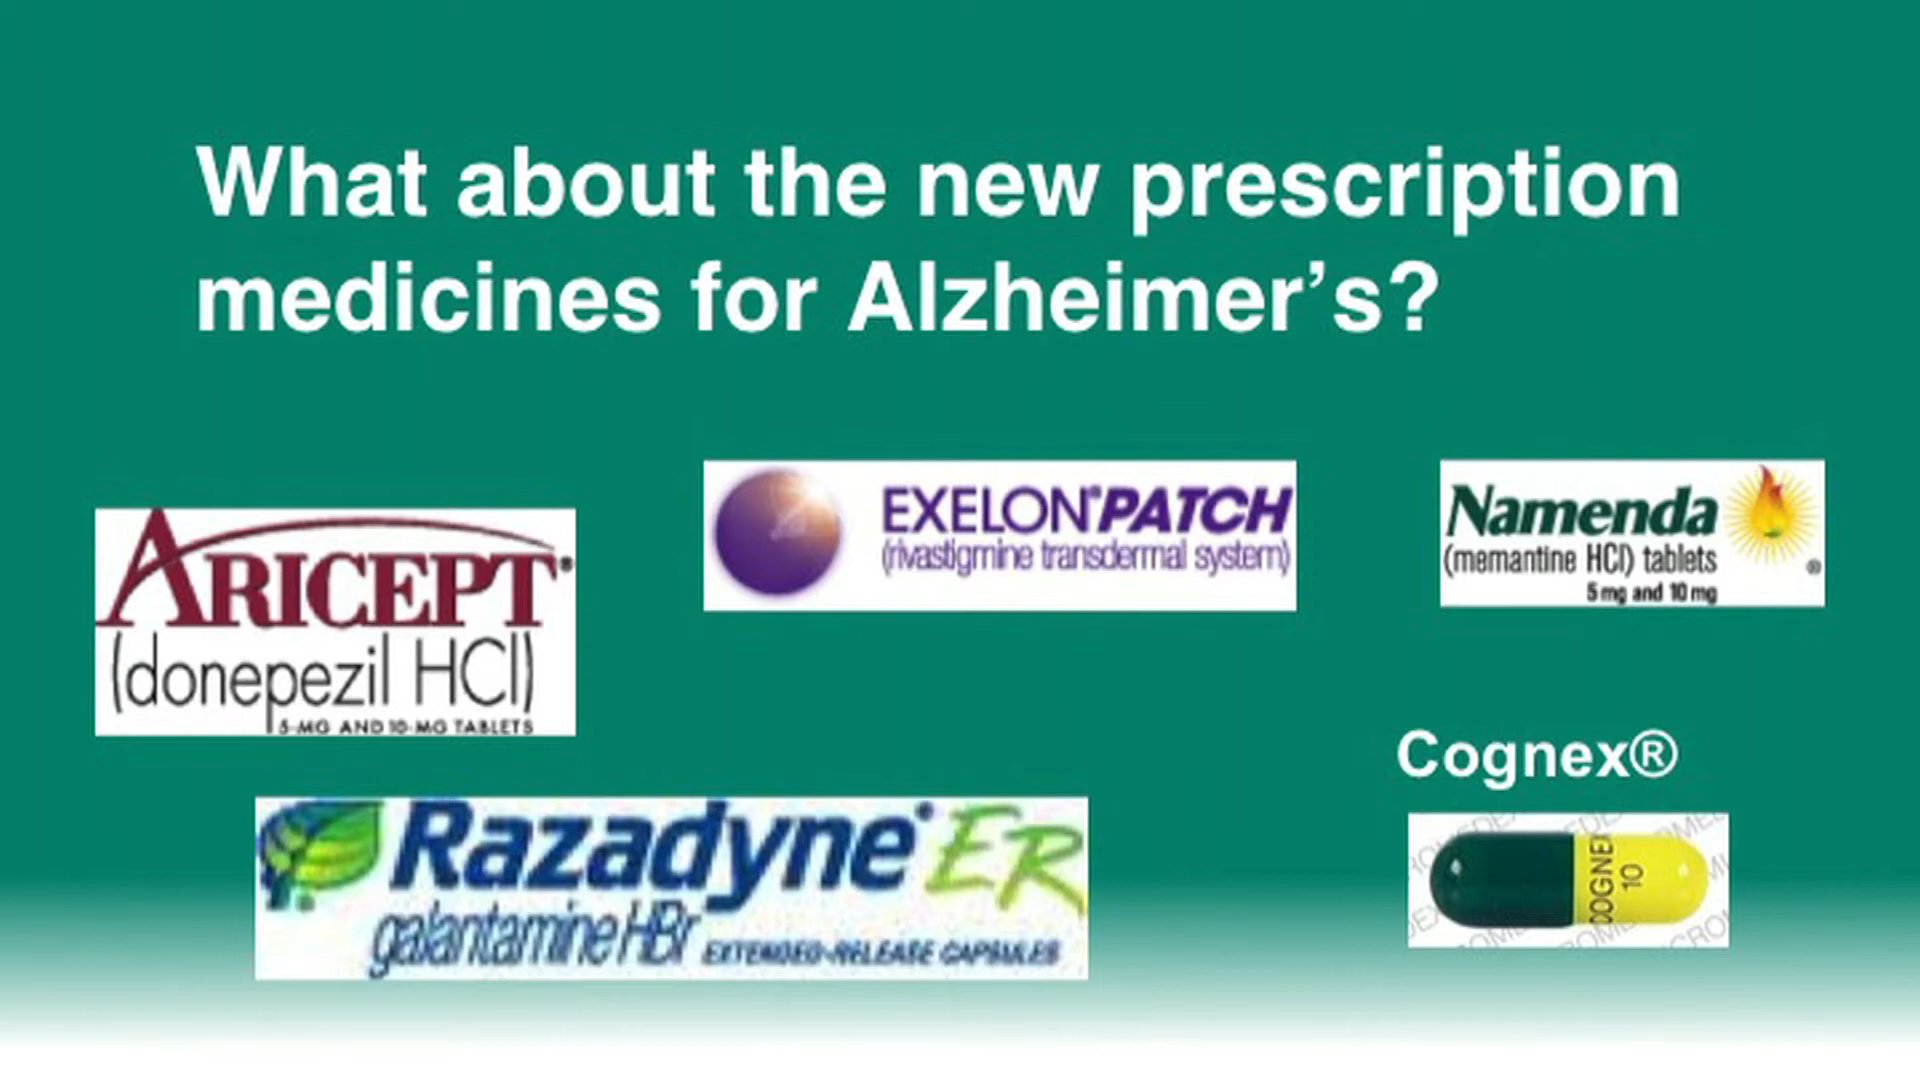 What about the new prescription
medicines for Alzheimer’s?
ARICEPT®
(donepezil HCl)
5-MG AND 10-MG TABLETS
EXELON®PATCH
(rivastigmine transdermal system)
Namenda
(memantine HCl) tablets
®
5 mg and 10 mg
Razadyne® ER
galantamine HBr EXTENDED-RELEASE CAPSULES
Cognex®
COGNEX
10